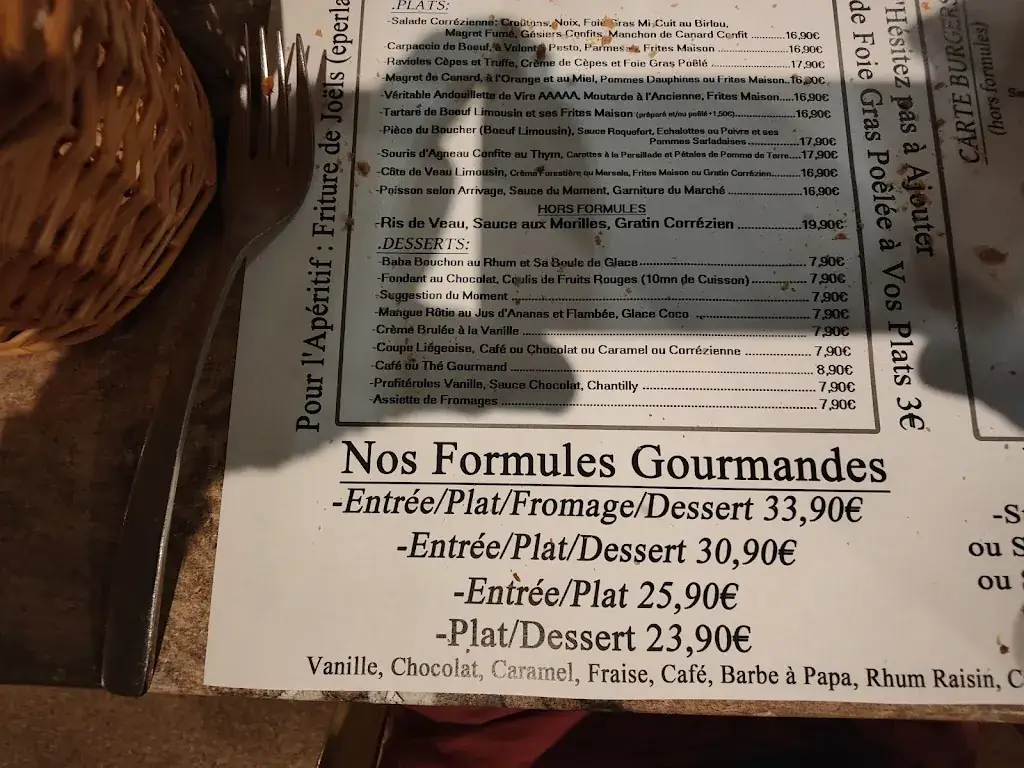 .PLATS:
-Salade Corrézienne: Croûtons, Noix, Foie Gras Mi Cuit au Birlou,
Magret Fumé, Gésiers Confits, Manchon de Canard Confit ..................16,90€
-Carpaccio de Boeuf, à Volonté Pesto, Parmesan, Frites Maison ...................16,90€
-Ravioles Cèpes et Truffe, Crème de Cèpes et Foie Gras Poêlé ....................17,90€
-Magret de Canard, à l'Orange et au Miel, Pommes Dauphines ou Frites Maison..16,90€
-Véritable Andouillette de Vire AAAAA, Moutarde à l'Ancienne, Frites Maison.....16,90€
-Tartare de Boeuf Limousin et ses Frites Maison (préparé et/ou poêlé+1,50€)................16,90€
-Pièce du Boucher (Boeuf Limousin), Sauce Roquefort, Echalottes ou Poivre et ses
Pommes Sarladaises...............17,90€
-Souris d'Agneau Confite au Thym, Carottes à la Persillade et Pétales de Pomme de Terre....17,90€
-Côte de Veau Limousin, Crème Forestière ou Marsala, Frites Maison ou Gratin Corrézien.........16,90€
-Poisson selon Arrivage, Sauce du Moment, Garniture du Marché ......................16,90€
HORS FORMULES
-Ris de Veau, Sauce aux Morilles, Gratin Corrézien ...............19,90€
.DESSERTS:
-Baba Bouchon au Rhum et Sa Boule de Glace.......................................7,90€
-Fondant au Chocolat, Coulis de Fruits Rouges (10mn de Cuisson)..............7,90€
-Suggestion du Moment ..................................................................7,90€
-Mangue Rôtie au Jus d'Ananas et Flambée, Glace Coco ..........................7,90€
-Crème Brulée à la Vanille ...............................................................7,90€
-Coupe Liégeoise, Café ou Chocolat ou Caramel ou Corrézienne ................7,90€
-Café ou Thé Gourmand ..................................................................8,90€
-Profitéroles Vanille, Sauce Chocolat, Chantilly .......................................7,90€
-Assiette de Fromages .....................................................................7,90€
Pour l'Apéritif : Friture de Joëls (eperla
'Hésitez pas à Ajouter
de Foie Gras Poêlée à Vos Plats 3€
CARTE BURGERS
(hors formules)
Nos Formules Gourmandes
-Entrée/Plat/Fromage/Dessert 33,90€
-Entrée/Plat/Dessert 30,90€
-Entrée/Plat 25,90€
-Plat/Dessert 23,90€
Vanille, Chocolat, Caramel, Fraise, Café, Barbe à Papa, Rhum Raisin, C
-S
ou S
ou